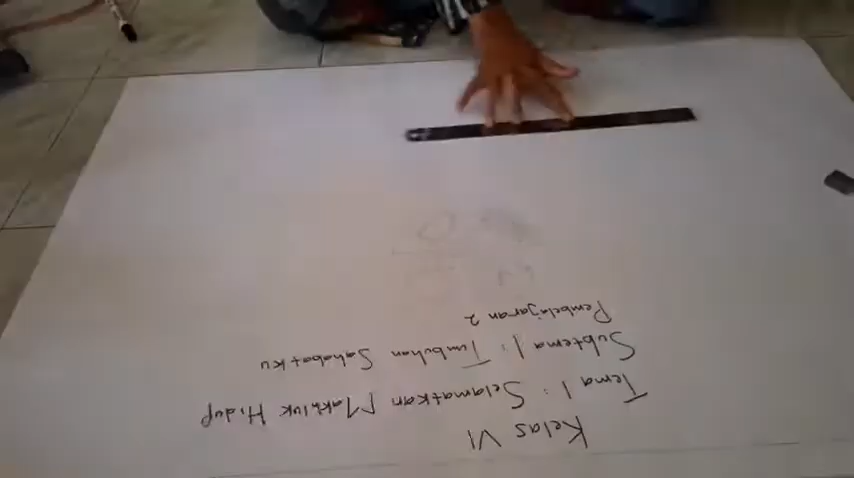 Kelas VI
Tema 1 : Selamatkan Makhluk Hidup
Subtema 1 : Tumbuhan Sahabatku
Pembelajaran 2